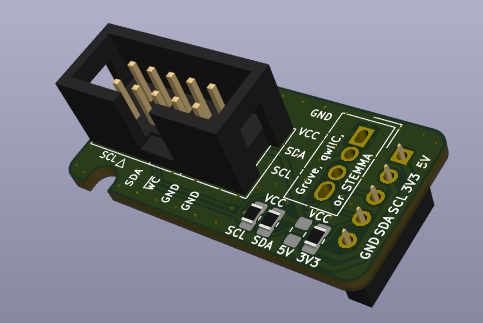 GND
VCC
SDA
SCL
Grove, qwiIC,
or STEMMA
5V
3V3
SCL
SDA
GND
SCL
SDA
WC
GND
GND
VCC
VCC
SCL
SDA
5V
3V3